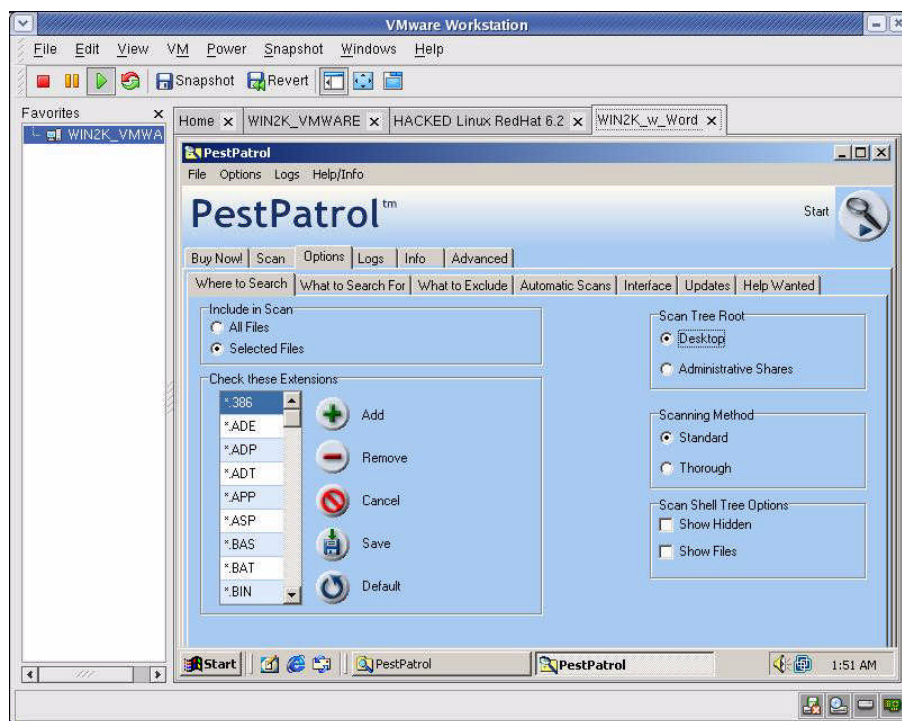 VMware Workstation
File Edit View VM Power Snapshot Windows Help
Snapshot Revert
Favorites x
WIN2K_VMWA
Home x WIN2K_VMWARE x HACKED Linux RedHat 6.2 x WIN2K_w_Word x
PestPatrol
File Options Logs Help/Info
PestPatrol tm
Start
Buy Now! Scan Options Logs Info Advanced
Where to Search What to Search For What to Exclude Automatic Scans Interface Updates Help Wanted
Include in Scan
All Files
Selected Files
Check these Extensions
*.386
*.ADE
*.ADP
*.ADT
*.APP
*.ASP
*.BAS
*.BAT
*.BIN
Add
Remove
Cancel
Save
Default
Scan Tree Root
Desktop
Administrative Shares
Scanning Method
Standard
Thorough
Scan Shell Tree Options
Show Hidden
Show Files
Start PestPatrol PestPatrol 1:51 AM